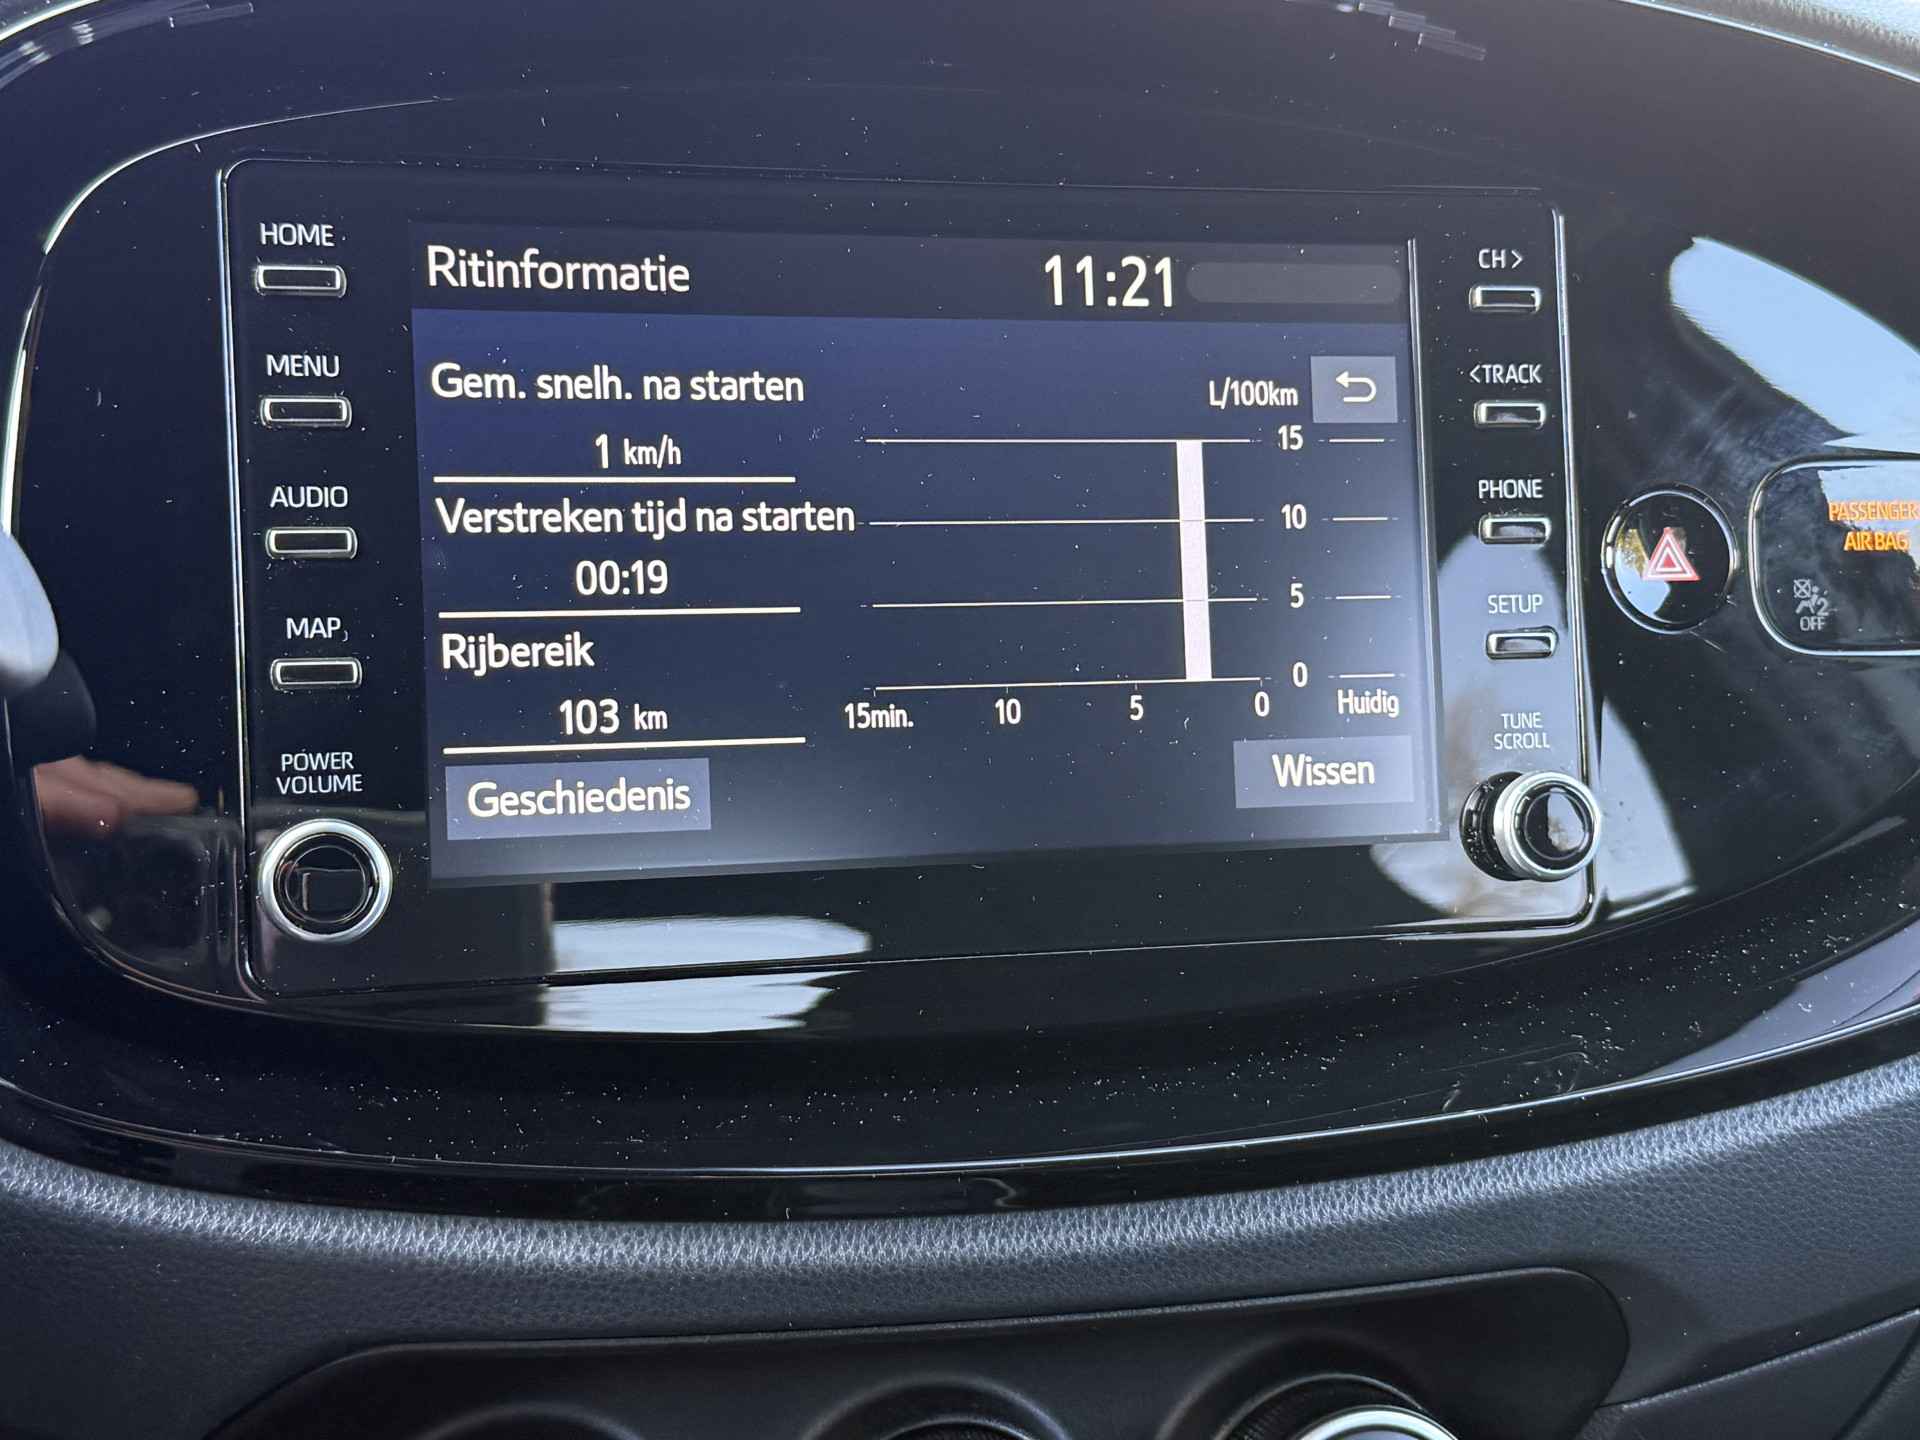 HOME
MENU
AUDIO
MAP
POWER
VOLUME
Ritinformatie 11:21
Gem. snelh. na starten
1 km/h
Verstreken tijd na starten
00:19
Rijbereik
103 km
Geschiedenis
L/100km
15
10
5
0
15min. 10 5 0 Huidig
Wissen
CH >
<TRACK
PHONE
SETUP
TUNE
SCROLL
PASSENGER
AIR BAG
2
OFF